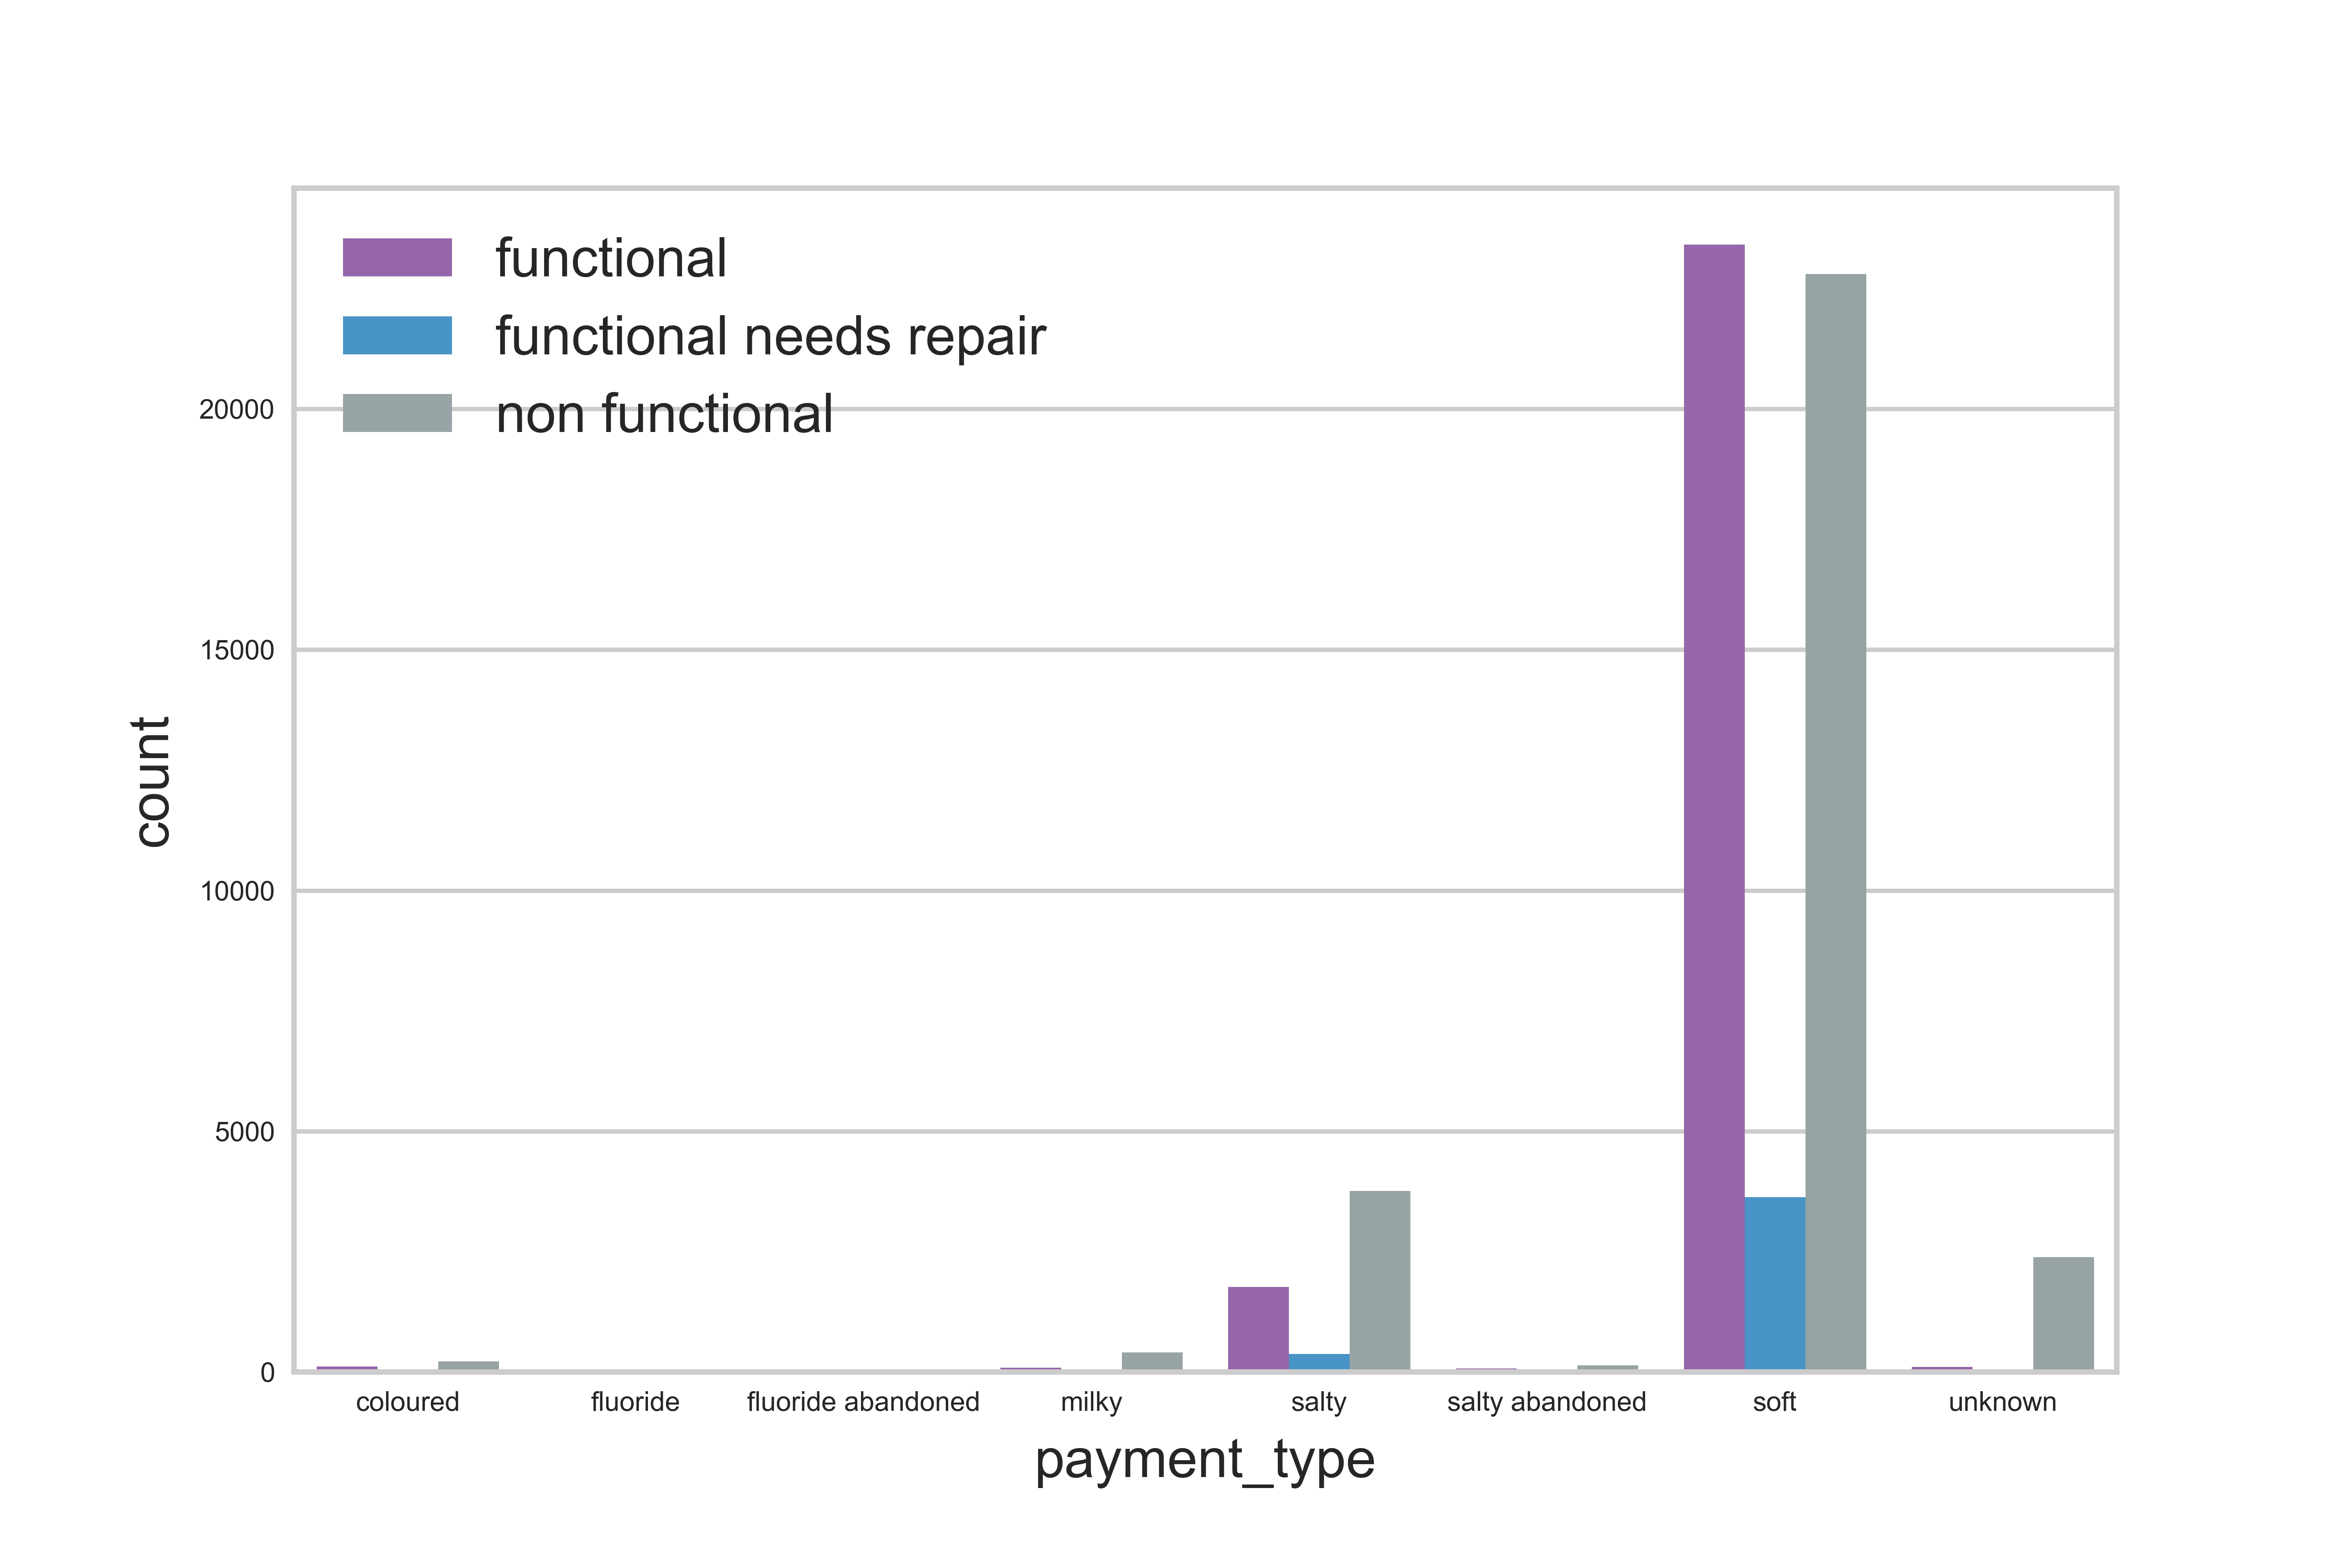 functional
functional needs repair
non functional
20000
15000
10000
5000
0
count
coloured fluoride fluoride abandoned milky salty salty abandoned soft unknown
payment_type